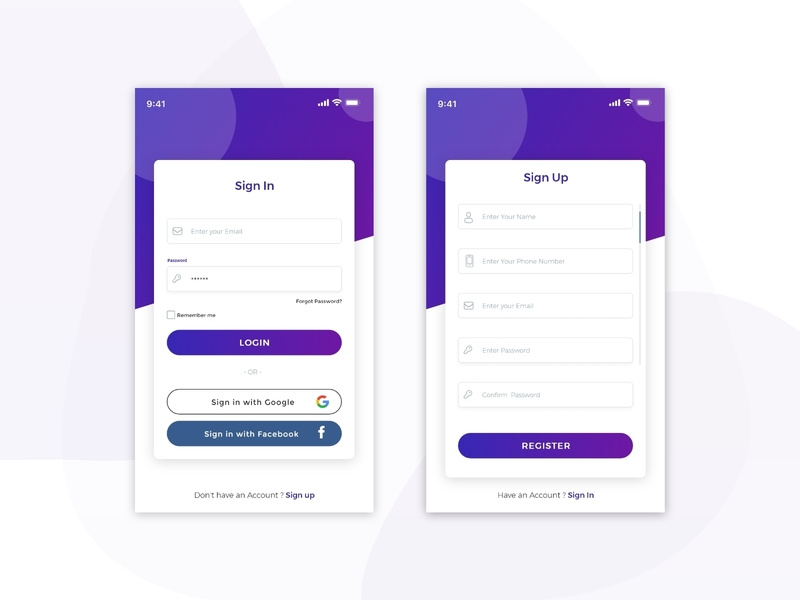 9:41
Sign In
Enter your Email
Password
••••••
Forgot Password?
Remember me
LOGIN
- OR -
Sign in with Google
Sign in with Facebook
Don't have an Account ? Sign up
9:41
Sign Up
Enter Your Name
Enter Your Phone Number
Enter your Email
Enter Password
Confirm Password
REGISTER
Have an Account ? Sign In